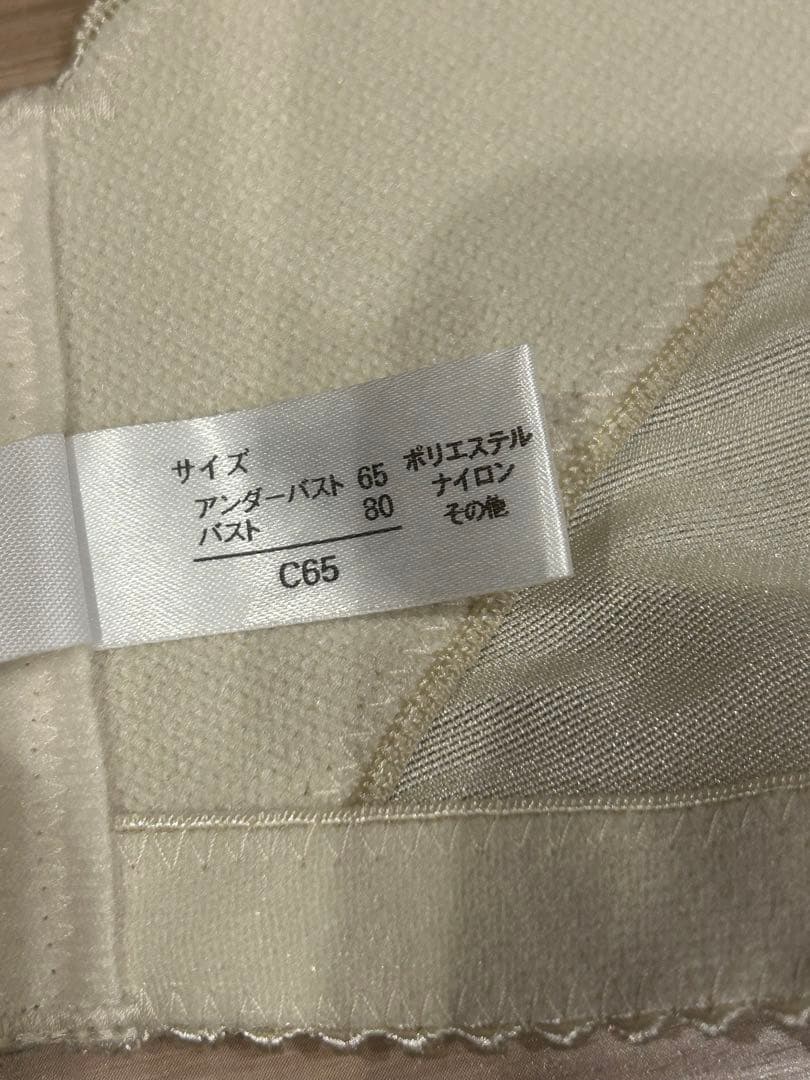 サイズ
アンダーバスト 65
バスト 80
C65
ポリエステル
ナイロン
その他